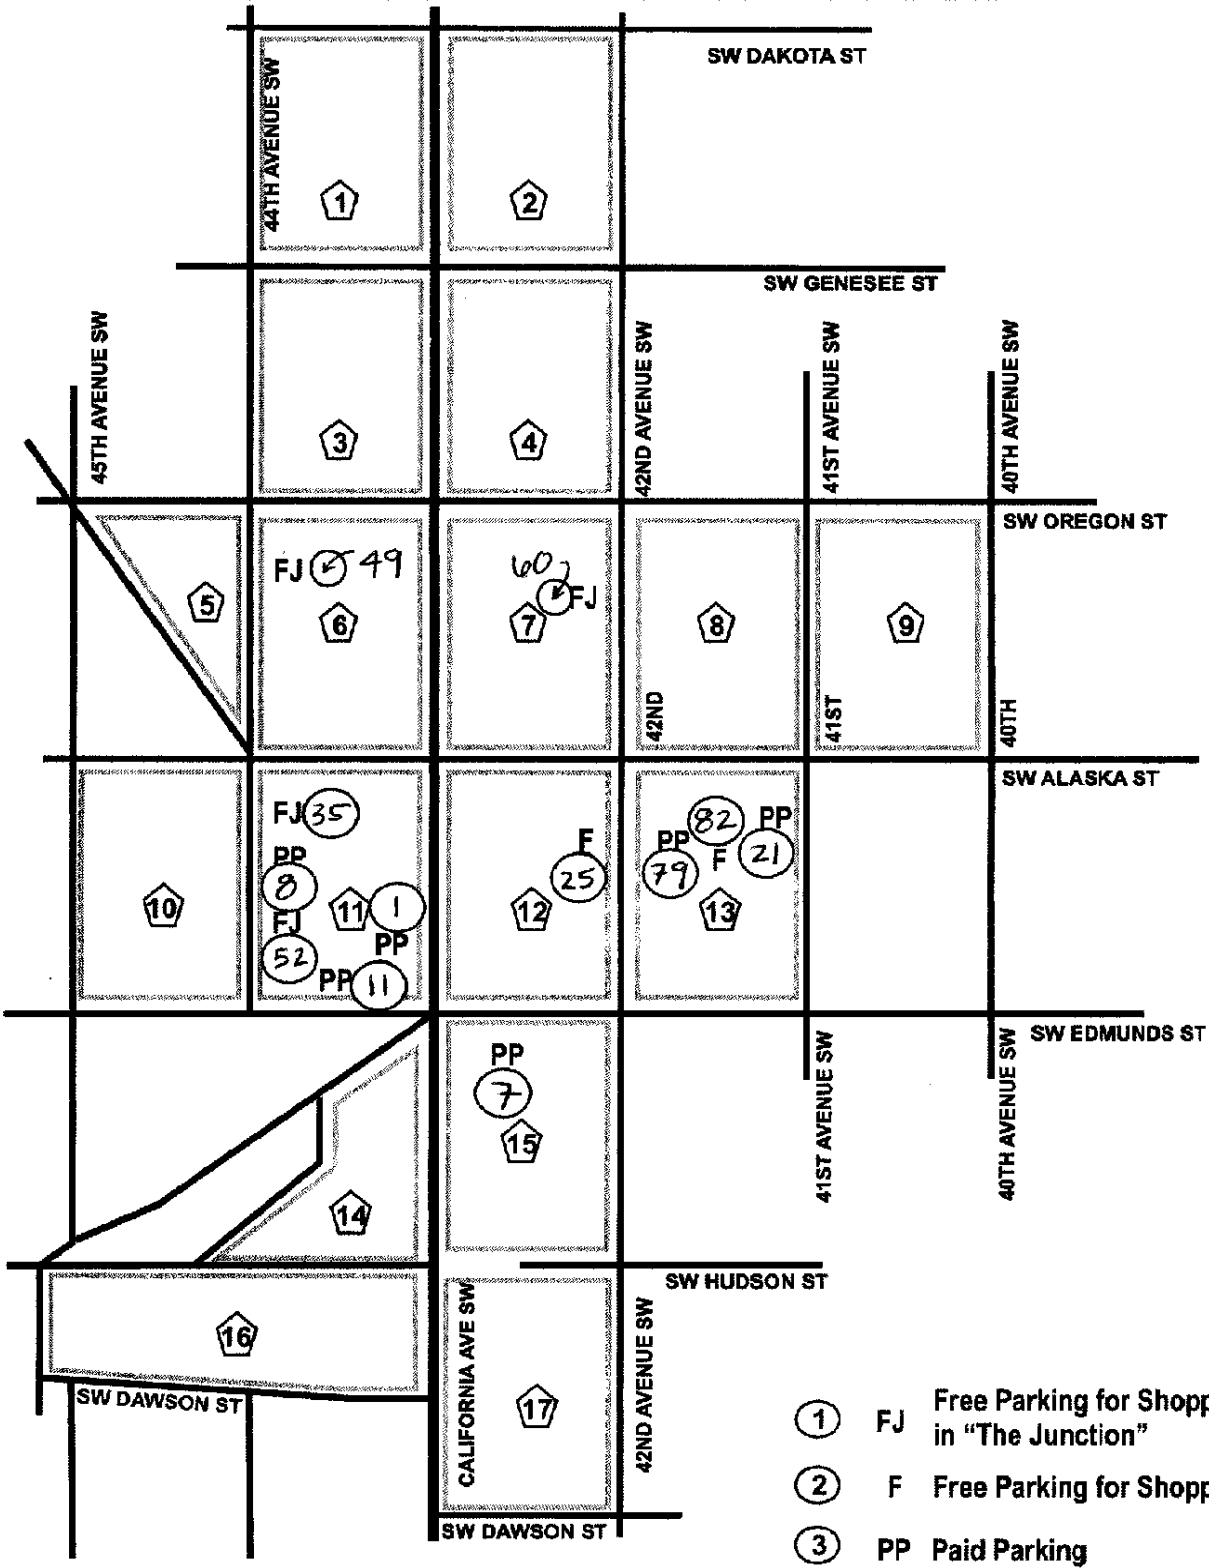 SW DAKOTA ST
44TH AVENUE SW
1
2
SW GENESEE ST
45TH AVENUE SW
3
4
42ND AVENUE SW
41ST AVENUE SW
40TH AVENUE SW
SW OREGON ST
FJ 49
60
FJ
5
6
7
8
9
42ND
41ST
40TH
SW ALASKA ST
FJ 35
82
PP
F
PP
F
21
PP
8
25
79
10
11
1
12
13
FJ
52
PP
PP 11
SW EDMUNDS ST
PP
7
15
41ST AVENUE SW
40TH AVENUE SW
14
SW HUDSON ST
16
CALIFORNIA AVE SW
42ND AVENUE SW
SW DAWSON ST
17
1 FJ Free Parking for Shopp
in “The Junction”
2 F Free Parking for Shopp
SW DAWSON ST
3 PP Paid Parking